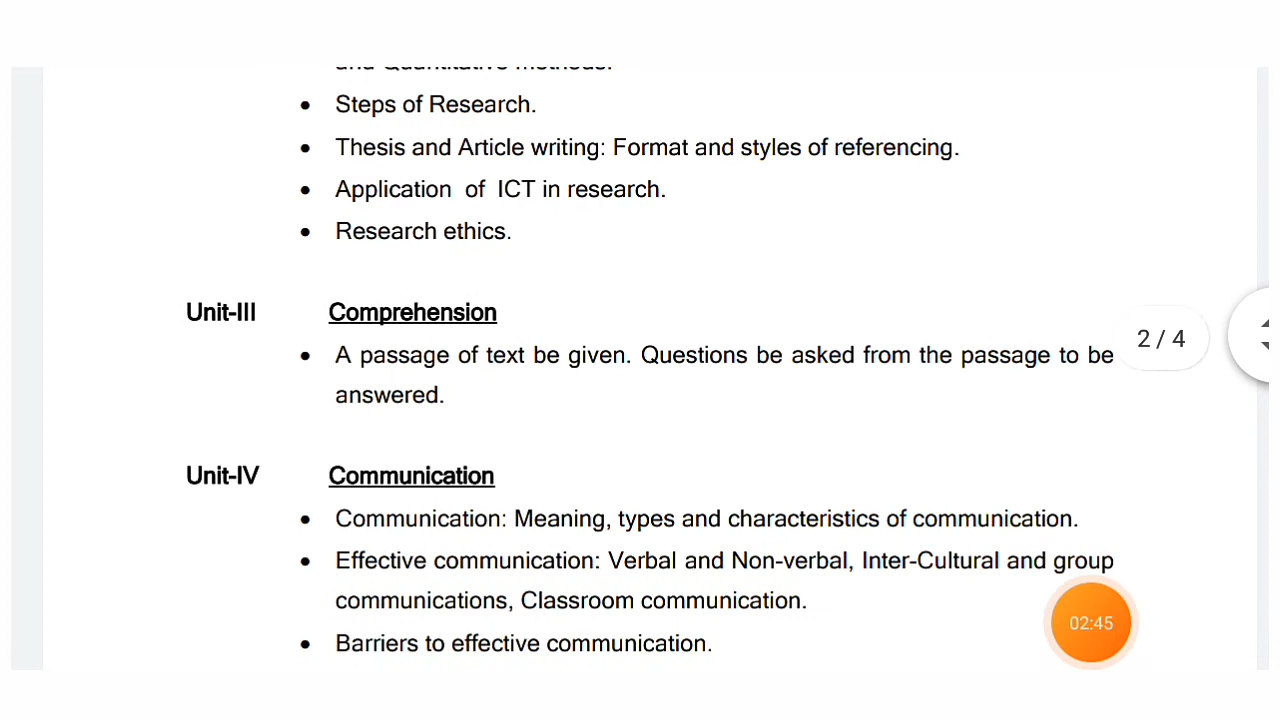 and Quantitative methods.
• Steps of Research.
• Thesis and Article writing: Format and styles of referencing.
• Application of ICT in research.
• Research ethics.
Unit-III Comprehension
• A passage of text be given. Questions be asked from the passage to be
answered.
2 / 4
Unit-IV Communication
• Communication: Meaning, types and characteristics of communication.
• Effective communication: Verbal and Non-verbal, Inter-Cultural and group
communications, Classroom communication.
• Barriers to effective communication.
02:45